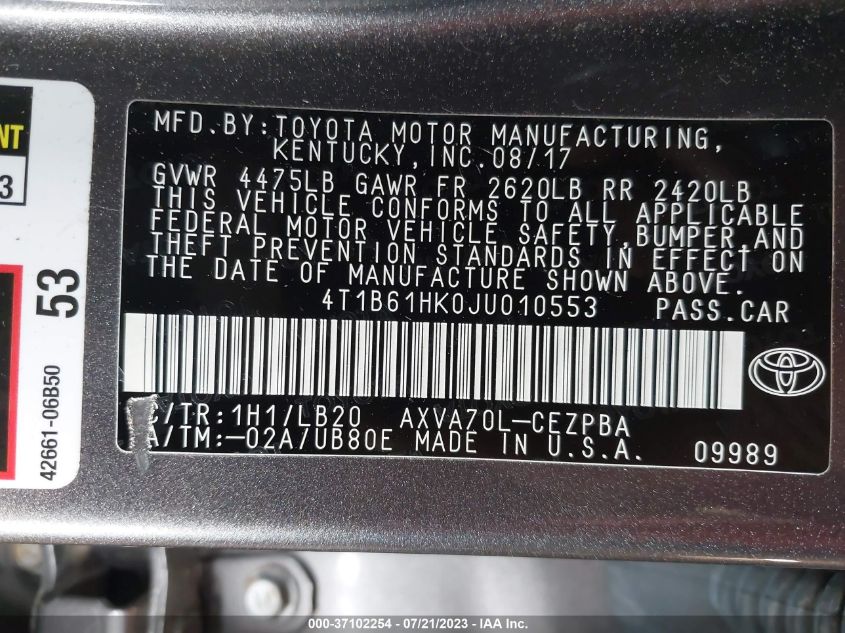 NT
3
53
42661-06B50
MFD.BY:TOYOTA MOTOR MANUFACTURING,
KENTUCKY,INC.08/17
GVWR 4475LB GAWR FR 2620LB RR 2420LB
THIS VEHICLE CONFORMS TO ALL APPLICABLE
FEDERAL MOTOR VEHICLE SAFETY,BUMPER,AND
THEFT PREVENTION STANDARDS IN EFFECT ON
THE DATE OF MANUFACTURE SHOWN ABOVE.
4T1B61HK0JU010553 PASS.CAR
/TR:1H1/LB20 AXVA70L-CEZPBA
A/TM:-02A/UB80E MADE IN U.S.A. 09989
000-37102254 - 07/21/2023 - IAA Inc.